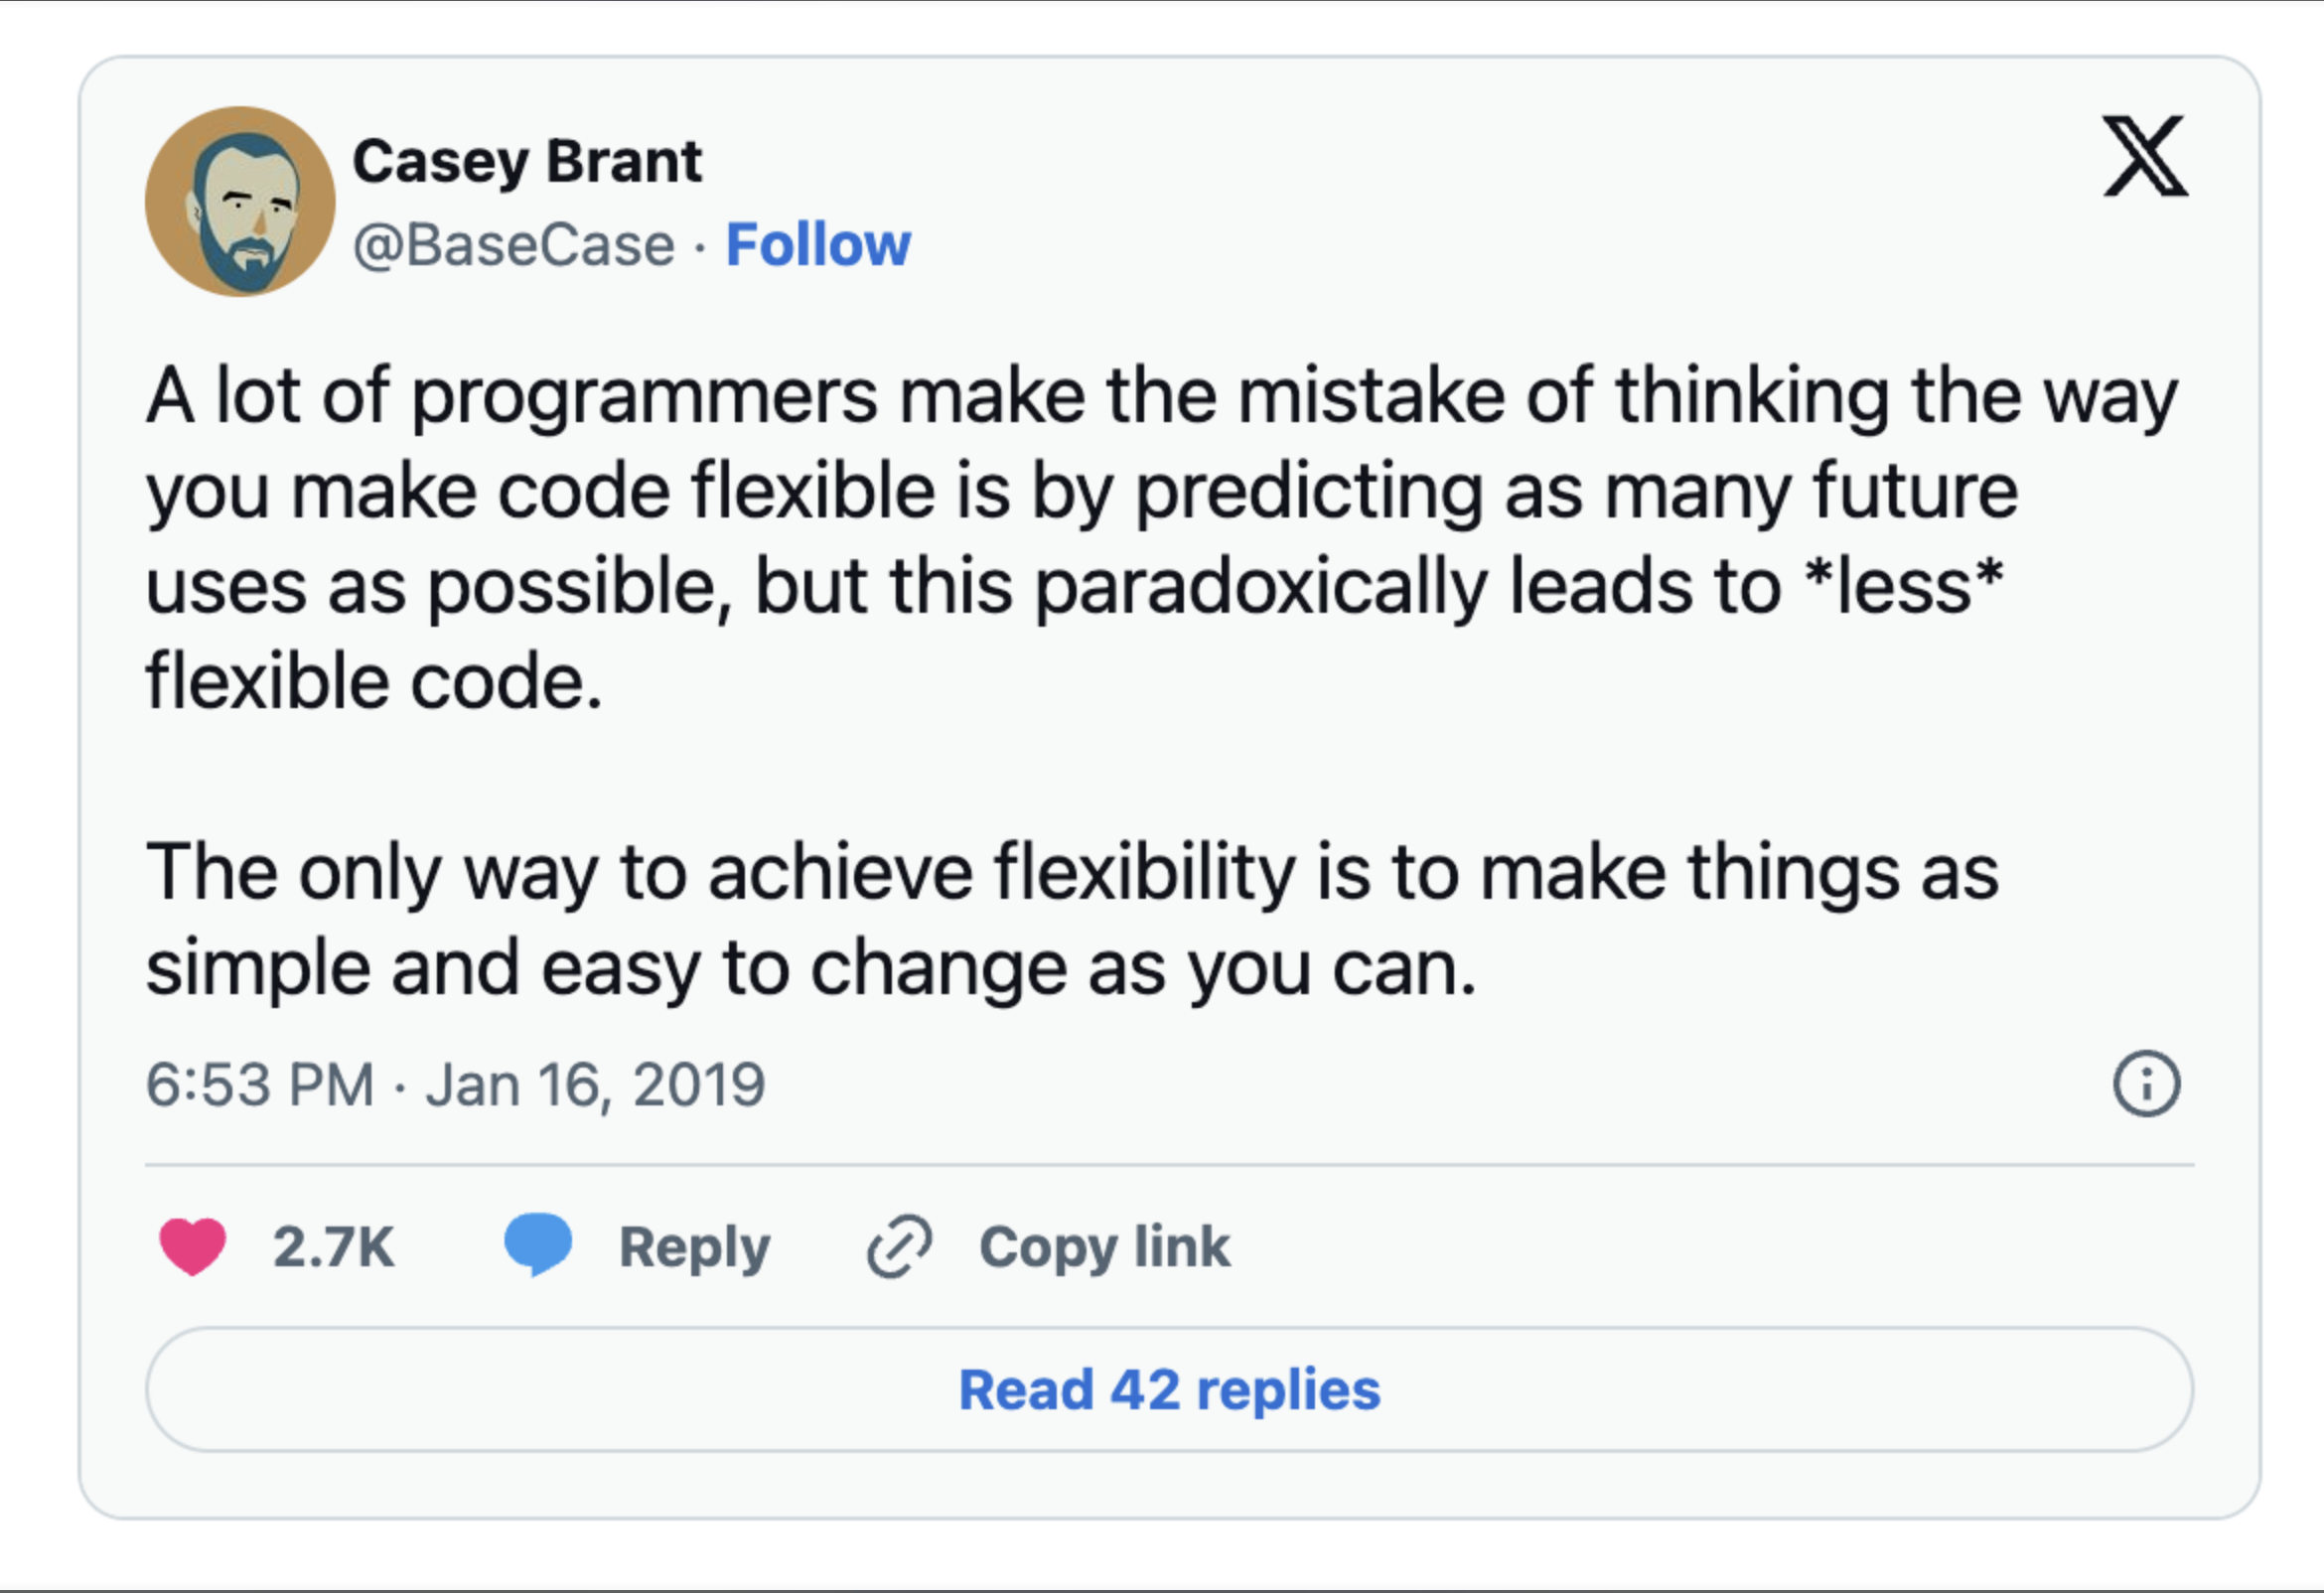 Casey Brant
@BaseCase · Follow
A lot of programmers make the mistake of thinking the way
you make code flexible is by predicting as many future
uses as possible, but this paradoxically leads to *less*
flexible code.
The only way to achieve flexibility is to make things as
simple and easy to change as you can.
6:53 PM · Jan 16, 2019
2.7K Reply Copy link
Read 42 replies